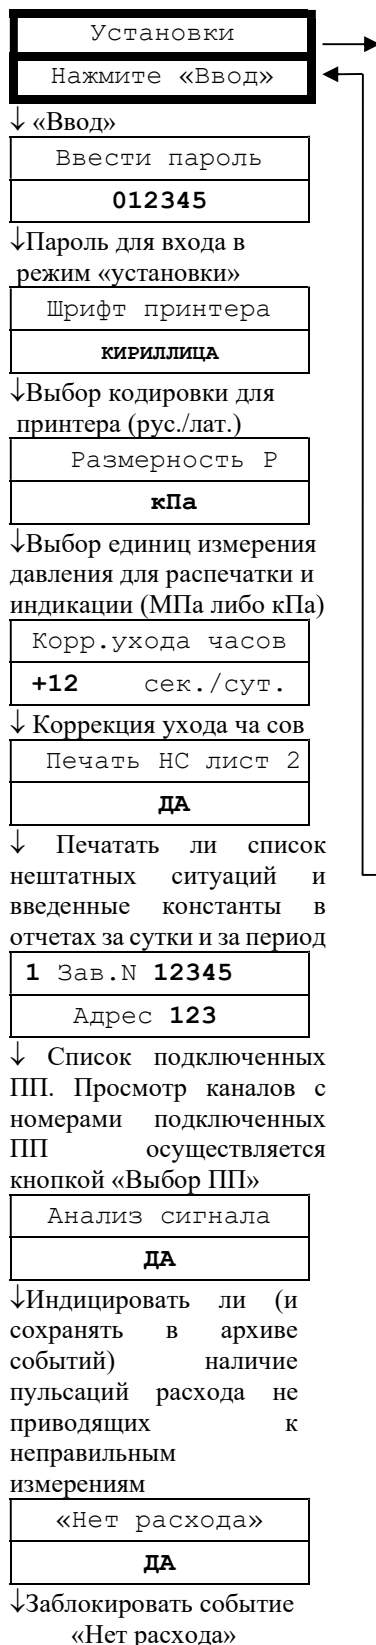 Установки
Нажмите «Ввод»
↓ «Ввод»
Ввести пароль
012345
↓Пароль для входа в
режим «установки»
Шрифт принтера
КИРИЛЛИЦА
↓Выбор кодировки для
принтера (рус./лат.)
Размерность Р
кПа
↓Выбор единиц измерения
давления для распечатки и
индикации (МПа либо кПа)
Корр.ухода часов
+12 сек./сут.
↓ Коррекция ухода ча сов
Печать НС лист 2
ДА
↓ Печатать ли список
нештатных ситуаций и
введенные константы в
отчетах за сутки и за период
1 Зав.N 12345
Адрес 123
↓ Список подключенных
ПП. Просмотр каналов с
номерами подключенных
ПП осуществляется
кнопкой «Выбор ПП»
Анализ сигнала
ДА
↓Индицировать ли (и
сохранять в архиве
событий) наличие
пульсаций расхода не
приводящих к
неправильным
измерениям
«Нет расхода»
ДА
↓Заблокировать событие
«Нет расхода»